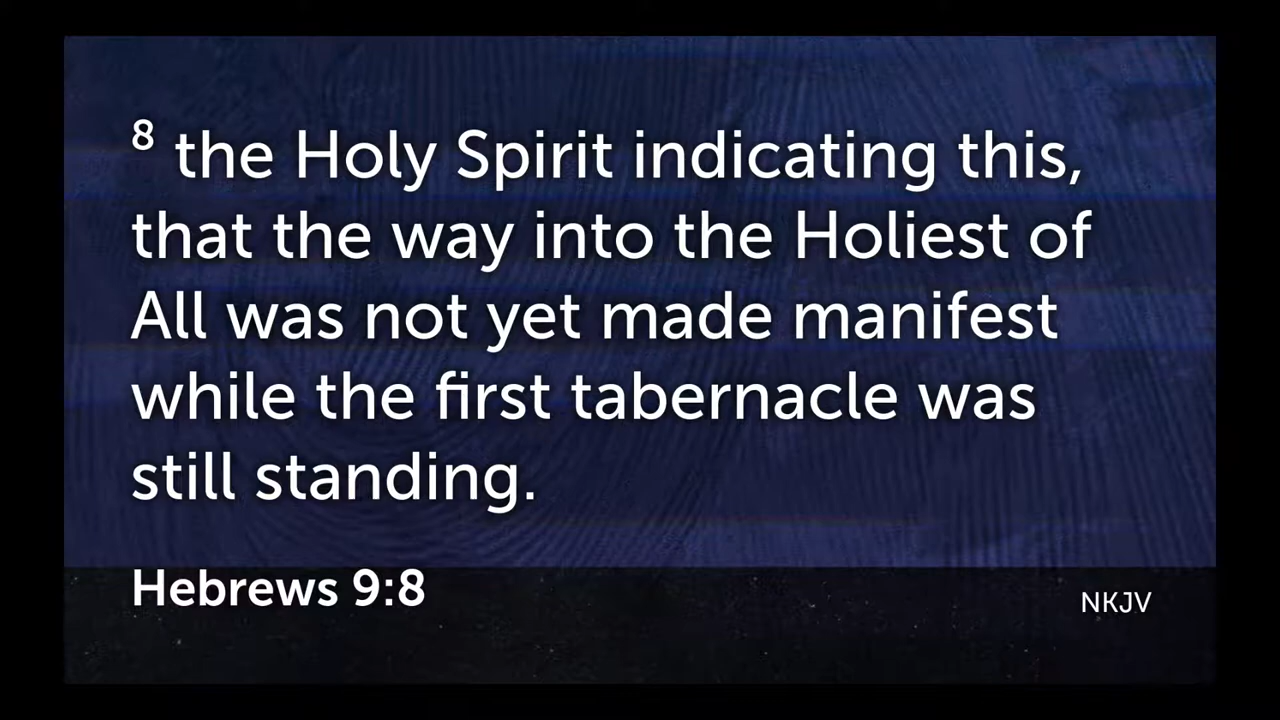 8 the Holy Spirit indicating this,
that the way into the Holiest of
All was not yet made manifest
while the first tabernacle was
still standing.
Hebrews 9:8
NKJV